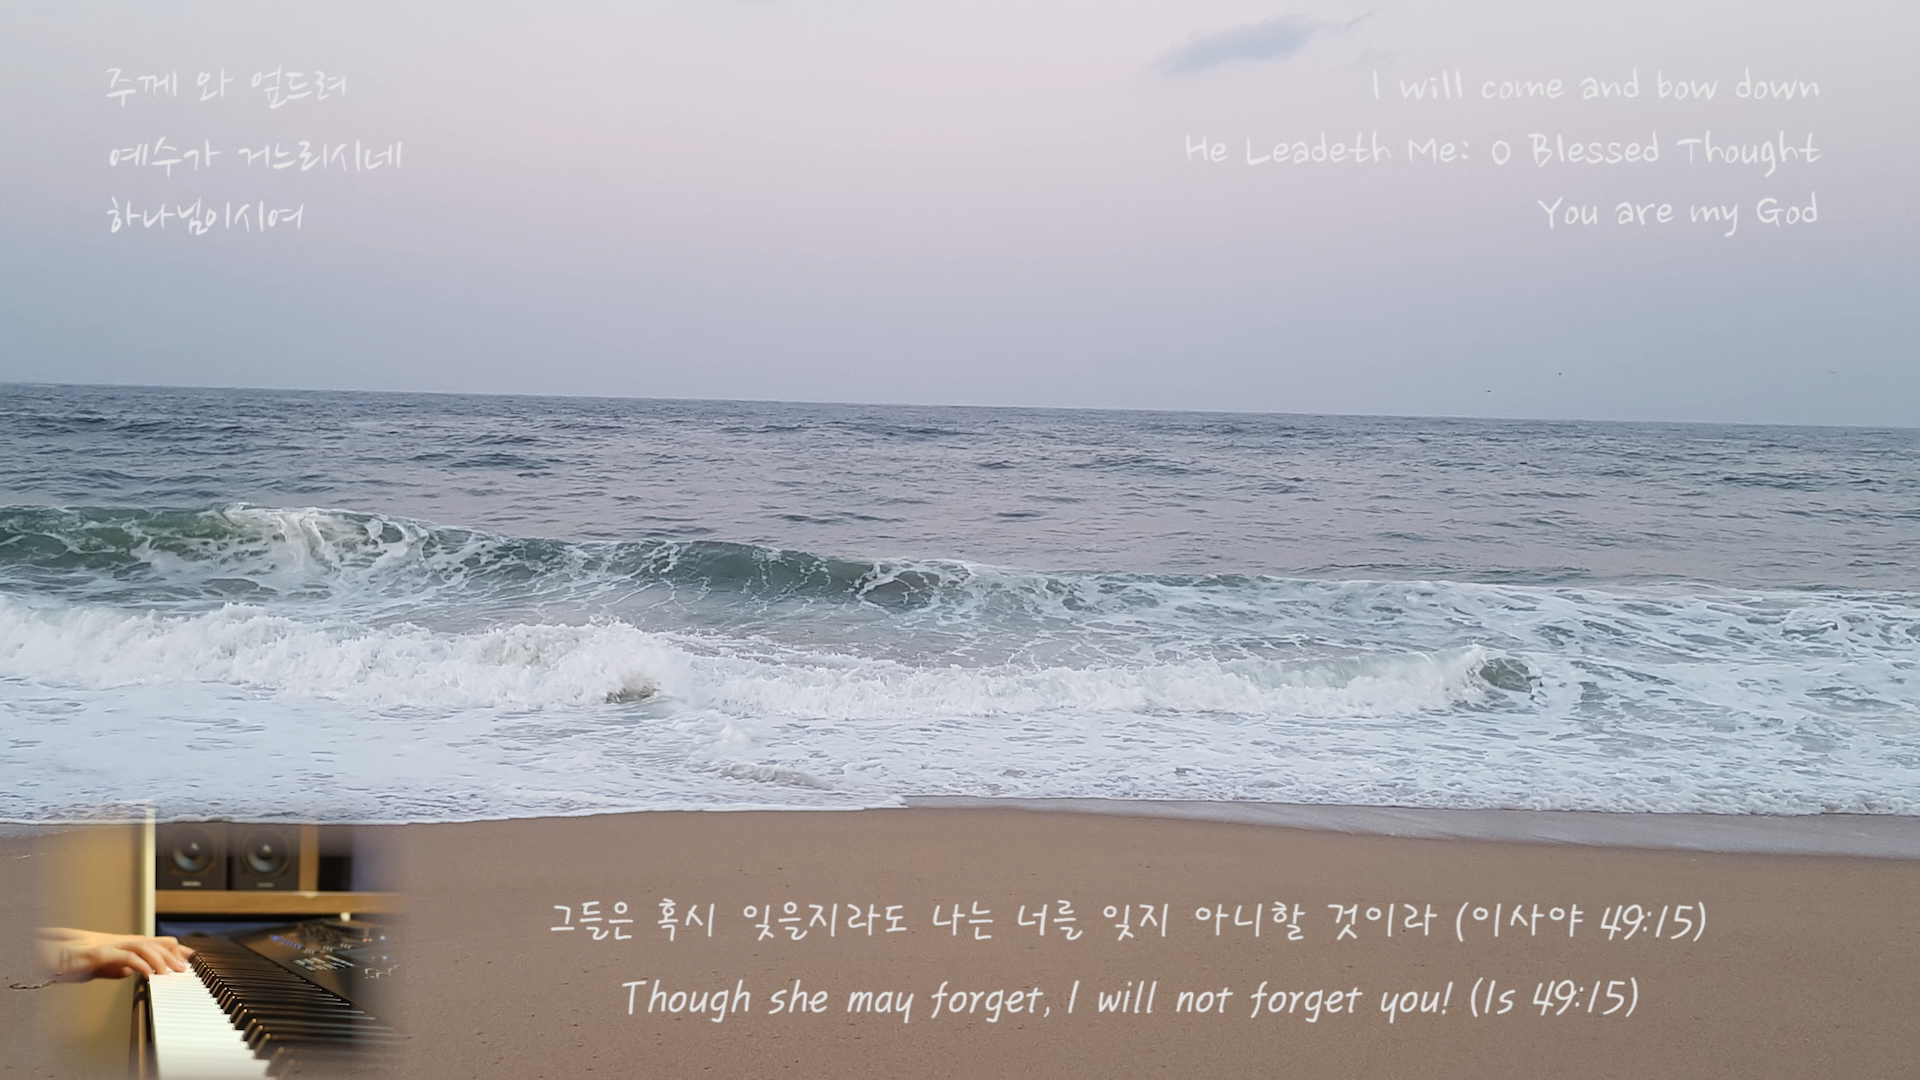 주께 와 엎드려
예수가 거느리시네
하나님이시여
I will come and bow down
He Leadeth Me: O Blessed Thought
You are my God
그들은 혹시 잊을지라도 나는 너를 잊지 아니할 것이라 (이사야 49:15)
Though she may forget, I will not forget you! (Is 49:15)